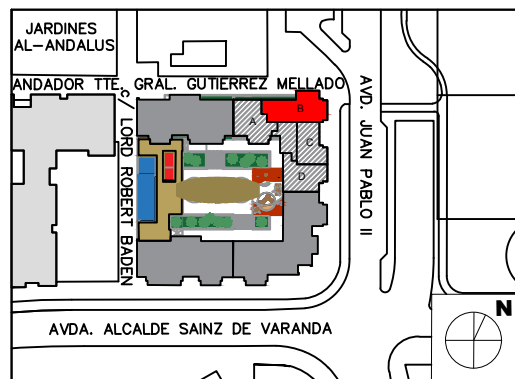 JARDINES
AL-ANDALUS
ANDADOR TTE. GRAL. GUTIERREZ MELLADO
C/ LORD ROBERT BADEN
AVD. JUAN PABLO II
A
B
C
D
AVDA. ALCALDE SAINZ DE VARANDA
N